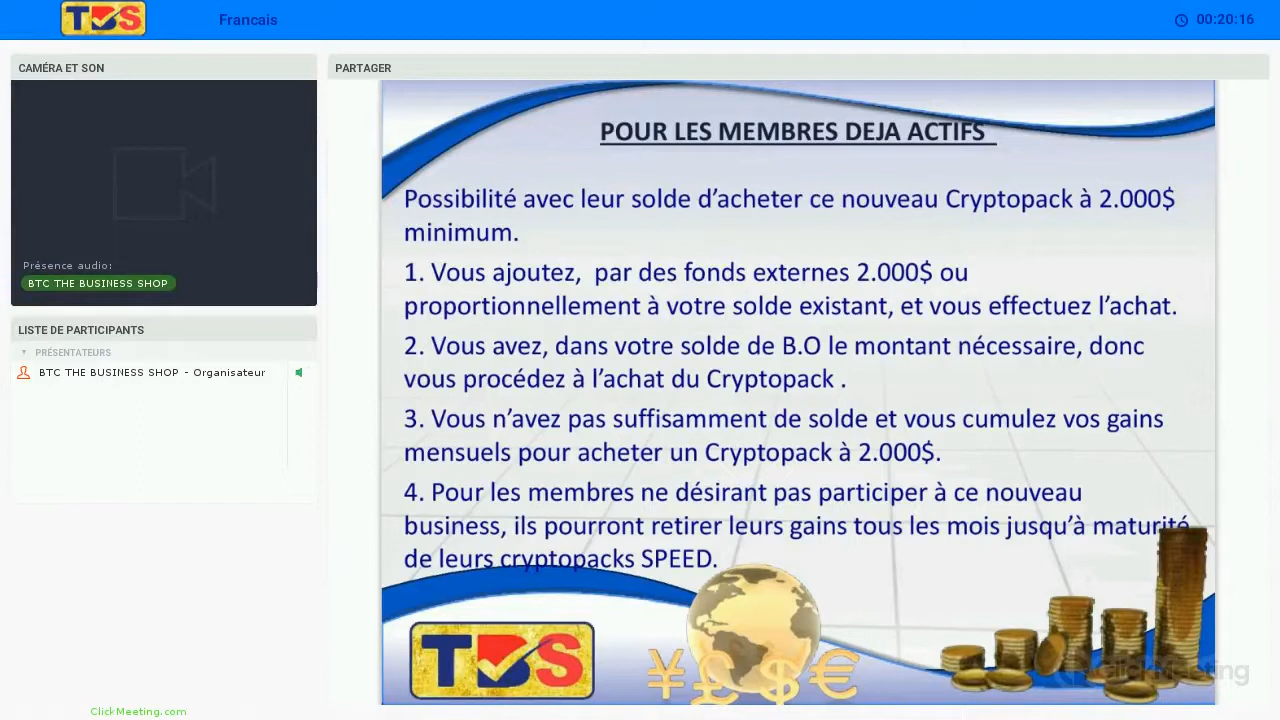 TBS
Francais
00:20:16
CAMÉRA ET SON
PARTAGER
Présence audio:
BTC THE BUSINESS SHOP
LISTE DE PARTICIPANTS
PRÉSENTATEURS
BTC THE BUSINESS SHOP - Organisateur
POUR LES MEMBRES DEJA ACTIFS
Possibilité avec leur solde d’acheter ce nouveau Cryptopack à 2.000$
minimum.
1. Vous ajoutez,  par des fonds externes 2.000$ ou
proportionnellement à votre solde existant, et vous effectuez l’achat.
2. Vous avez, dans votre solde de B.O le montant nécessaire, donc
vous procédez à l’achat du Cryptopack .
3. Vous n’avez pas suffisamment de solde et vous cumulez vos gains
mensuels pour acheter un Cryptopack à 2.000$.
4. Pour les membres ne désirant pas participer à ce nouveau
business, ils pourront retirer leurs gains tous les mois jusqu’à maturité
de leurs cryptopacks SPEED.
TBS
¥ £ $ €
ClickMeeting
ClickMeeting.com